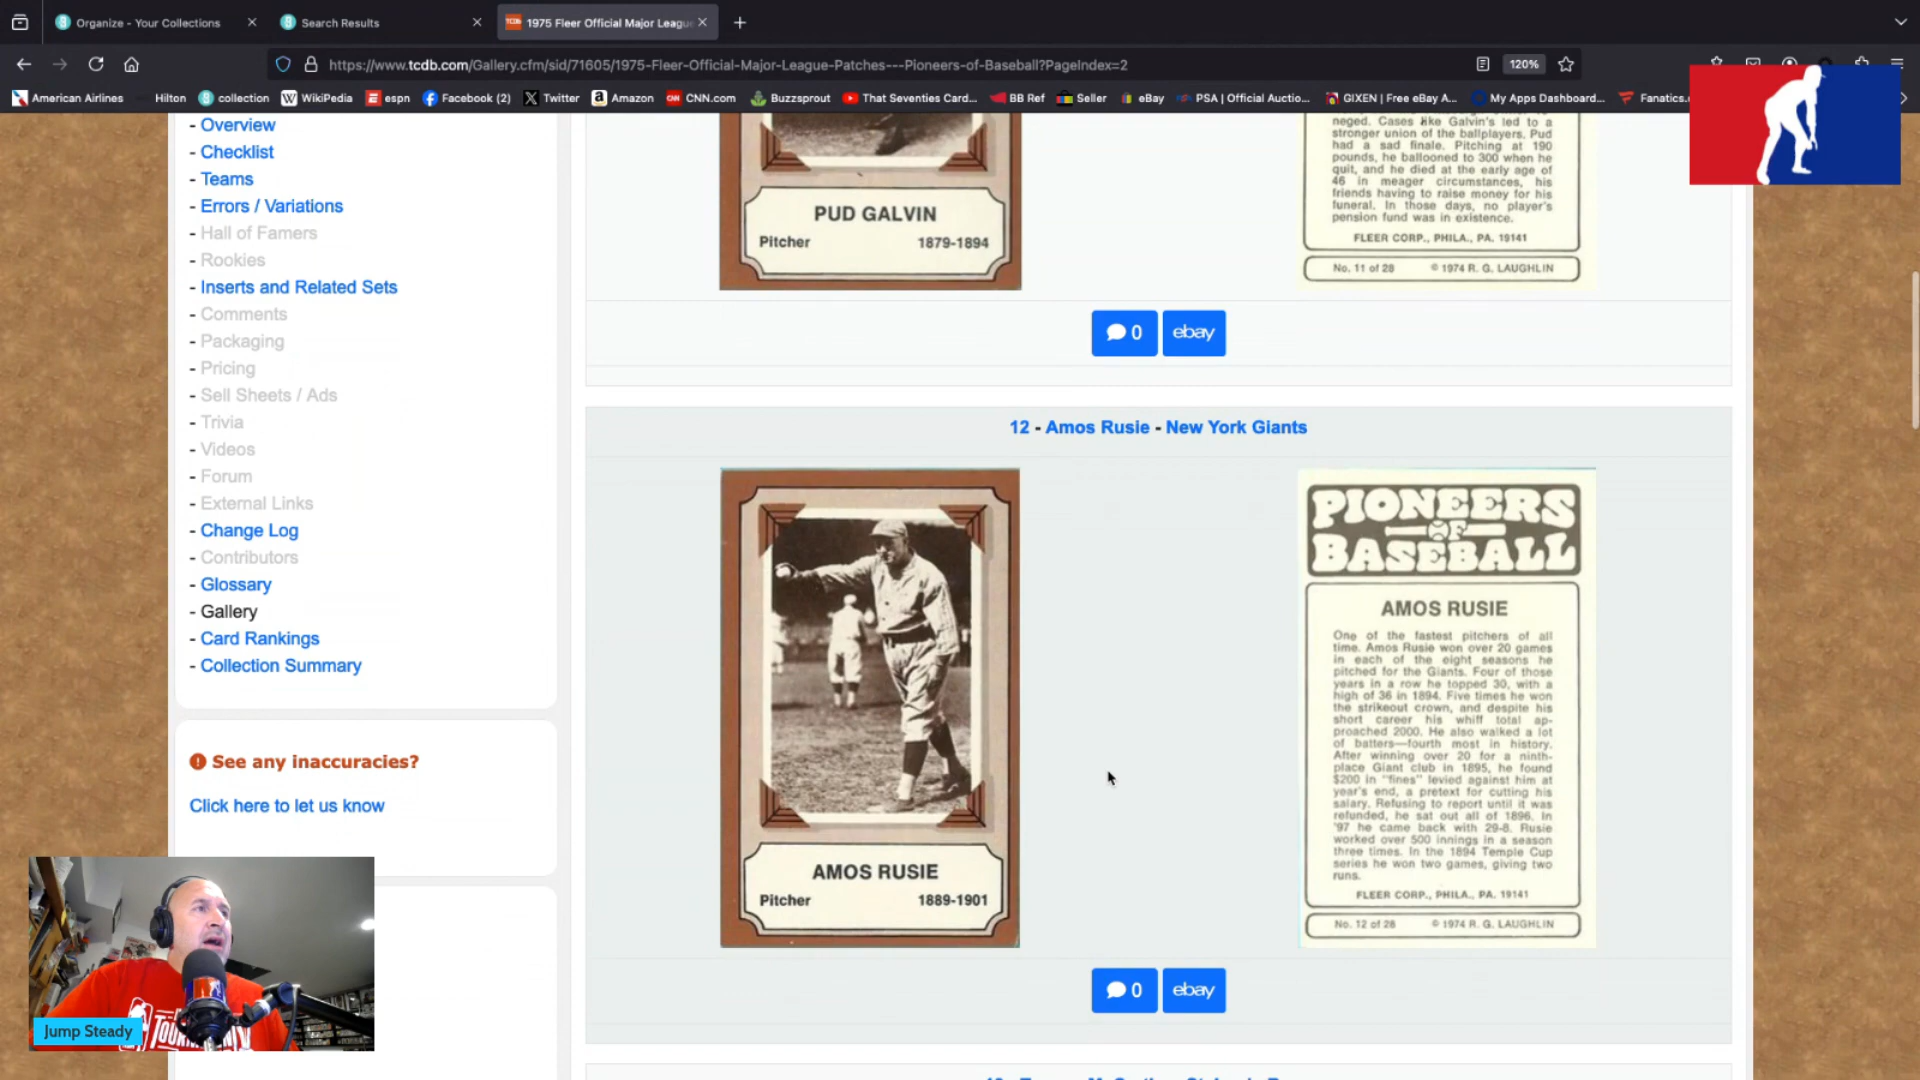 Organize - Your Collections
Search Results
TCDb 1975 Fleer Official Major Leagu
https://www.tcdb.com/Gallery.cfm/sid/71605/1975-Fleer-Official-Major-League-Patches---Pioneers-of-Baseball?PageIndex=2
120%
American Airlines
Hilton
collection
WikiPedia
espn
Facebook (2)
Twitter
Amazon
CNN.com
Buzzsprout
That Seventies Card...
BB Ref
Seller
eBay
PSA | Official Auctio...
GIXEN | Free eBay A...
My Apps Dashboard...
Fanatics.
- Overview
- Checklist
- Teams
- Errors / Variations
- Hall of Famers
- Rookies
- Inserts and Related Sets
- Comments
- Packaging
- Pricing
- Sell Sheets / Ads
- Trivia
- Videos
- Forum
- External Links
- Change Log
- Contributors
- Glossary
- Gallery
- Card Rankings
- Collection Summary
See any inaccuracies?
Click here to let us know
PUD GALVIN
Pitcher 1879-1894
neged. Cases like Galvin's led to a
stronger union of the ballplayers. Pud
had a sad finale. Pitching at 190
pounds, he ballooned to 300 when he
quit, and he died at the early age of
46 in meager circumstances, his
friends having to raise money for his
funeral. In those days, no player's
pension fund was in existence.
FLEER CORP., PHILA., PA. 19141
No. 11 of 28 © 1974 R. G. LAUGHLIN
0
ebay
12 - Amos Rusie - New York Giants
AMOS RUSIE
Pitcher 1889-1901
PIONEERS
OF
BASEBALL
AMOS RUSIE
One of the fastest pitchers of all
time. Amos Rusie won over 20 games
in each of the eight seasons he
pitched for the Giants. Four of those
years in a row he topped 30, with a
high of 36 in 1894. Five times he won
the strikeout crown, and despite his
short career his whiff total ap-
proached 2000. He also walked a lot
of batters—fourth most in history.
After winning over 20 for a ninth-
place Giant club in 1895, he found
$200 in "fines" levied against him at
year's end, a pretext for cutting his
salary. Refusing to report until it was
refunded, he sat out all of 1896. In
'97 he came back with 29-8. Rusie
worked over 500 innings in a season
three times. In the 1894 Temple Cup
series he won two games, giving two
runs.
FLEER CORP., PHILA., PA. 19141
No. 12 of 28 © 1974 R. G. LAUGHLIN
0
ebay
Jump Steady